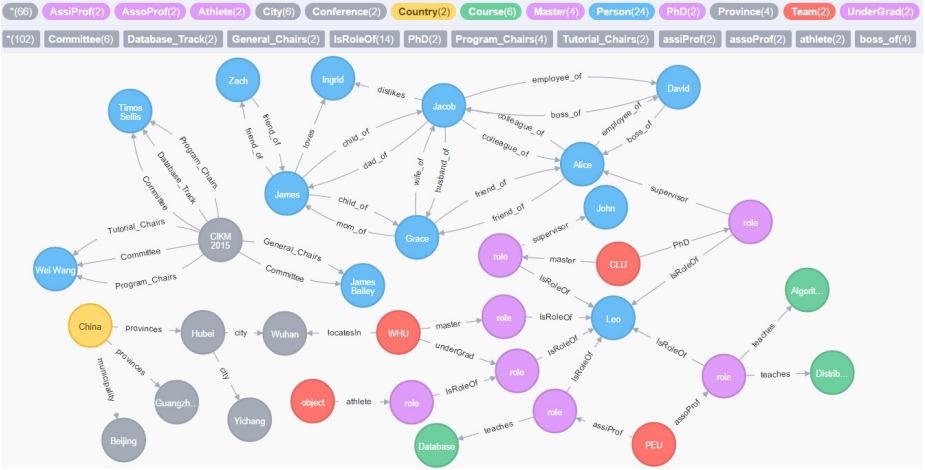 *(66) AssiProf(2) AssoProf(2) Athlete(2) City(6) Conference(2) Country(2) Course(6) Master(4) Person(24) PhD(2) Province(4) Team(2) UnderGrad(2)
*(102) Committee(6) Database_Track(2) General_Chairs(2) IsRoleOf(14) PhD(2) Program_Chairs(4) Tutorial_Chairs(2) assiProf(2) assoProf(2) athlete(2) boss_of(4)
Zach
Ingrid
dislikes
Jacob
employee_of
David
boss_of
Timos
Sellis
friend_of
friend_of
loves
child_of
dad_of
colleague_of
colleague_of
employee_of
boss_of
Program_Chairs
Database_Track
Committee
James
child_of
mom_of
wife_of
husband_of
Alice
friend_of
friend_of
supervisor
Grace
John
role
CIKM
2015
Tutorial_Chairs
Committee
Program_Chairs
Wei Wang
General_Chairs
Committee
James
Bailey
role
supervisor
master
CLU
PhD
IsRoleOf
IsRoleOf
Algorit...
China
provinces
Hubei
city
Wuhan
locatesIn
WHU
master
role
IsRoleOf
Leo
provinces
municipality
city
underGrad
role
IsRoleOf
IsRoleOf
teaches
role
teaches
Distrib...
Guangzh...
Yichang
Beijing
object
athlete
role
IsRoleOf
IsRoleOf
role
teaches
Database
assiProf
PEU
assoProf